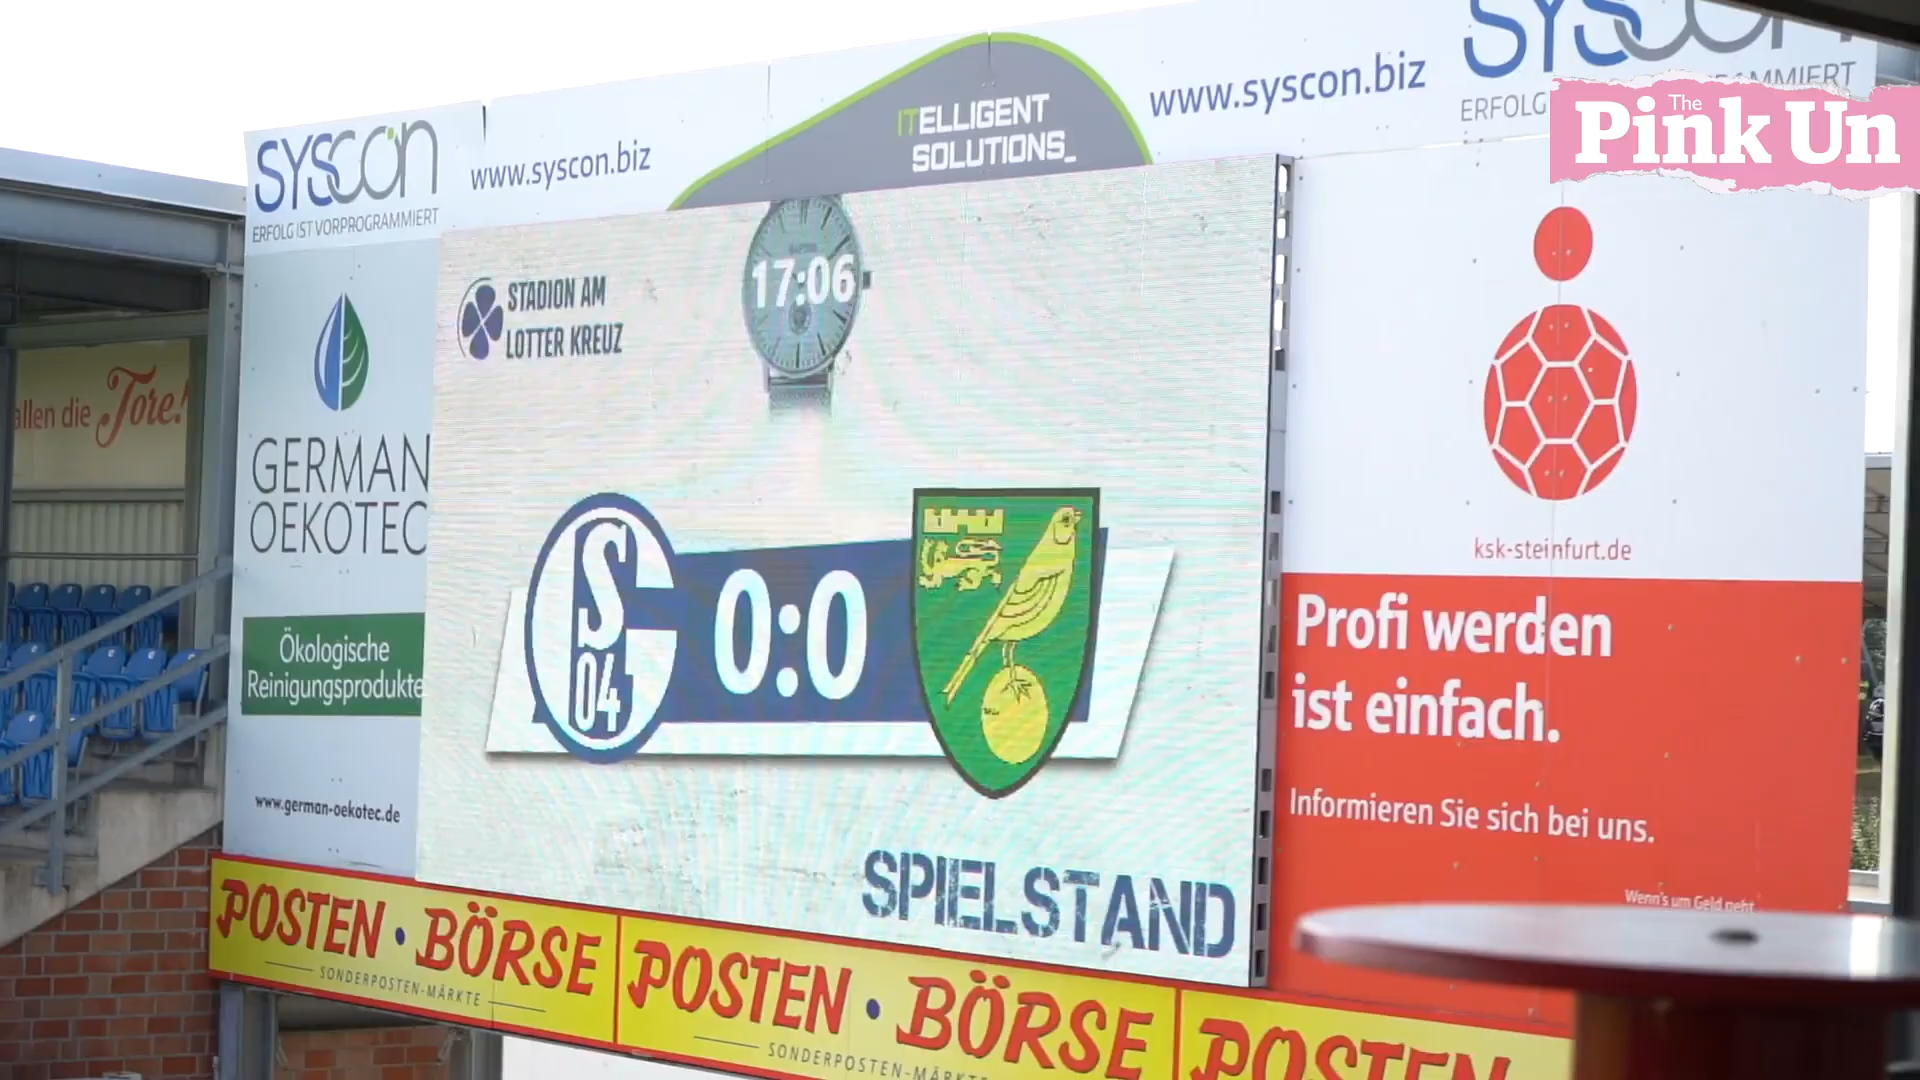 SYSCON
ERFOLG IST VORPROGRAMMIERT
www.syscon.biz
ITELLIGENT
SOLUTIONS_
www.syscon.biz
SYSCON
ERFOLG
The
Pink Un
allen die Tore!
GERMAN
OEKOTEC
Ökologische
Reinigungsprodukte
www.german-oekotec.de
STADION AM
LOTTER KREUZ
17:06
S
04
0:0
SPIELSTAND
ksk-steinfurt.de
Profi werden
ist einfach.
Informieren Sie sich bei uns.
Wenn's um Geld geht
POSTEN · BÖRSE
SONDERPOSTEN-MÄRKTE
POSTEN · BÖRSE
SONDERPOSTEN-MÄRKTE
POSTEN